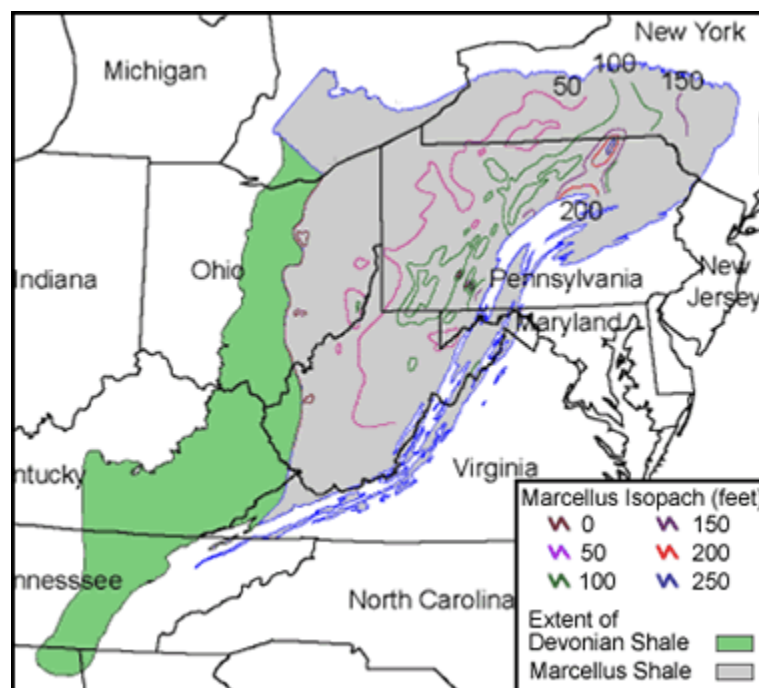 New York
Michigan
50
100
150
200
Indiana
Ohio
Pennsylvania
New
Jersey
Maryland
ntucky
Virginia
nnesssee
North Carolina
Marcellus Isopach (feet)
0 150
50 200
100 250
Extent of
Devonian Shale
Marcellus Shale